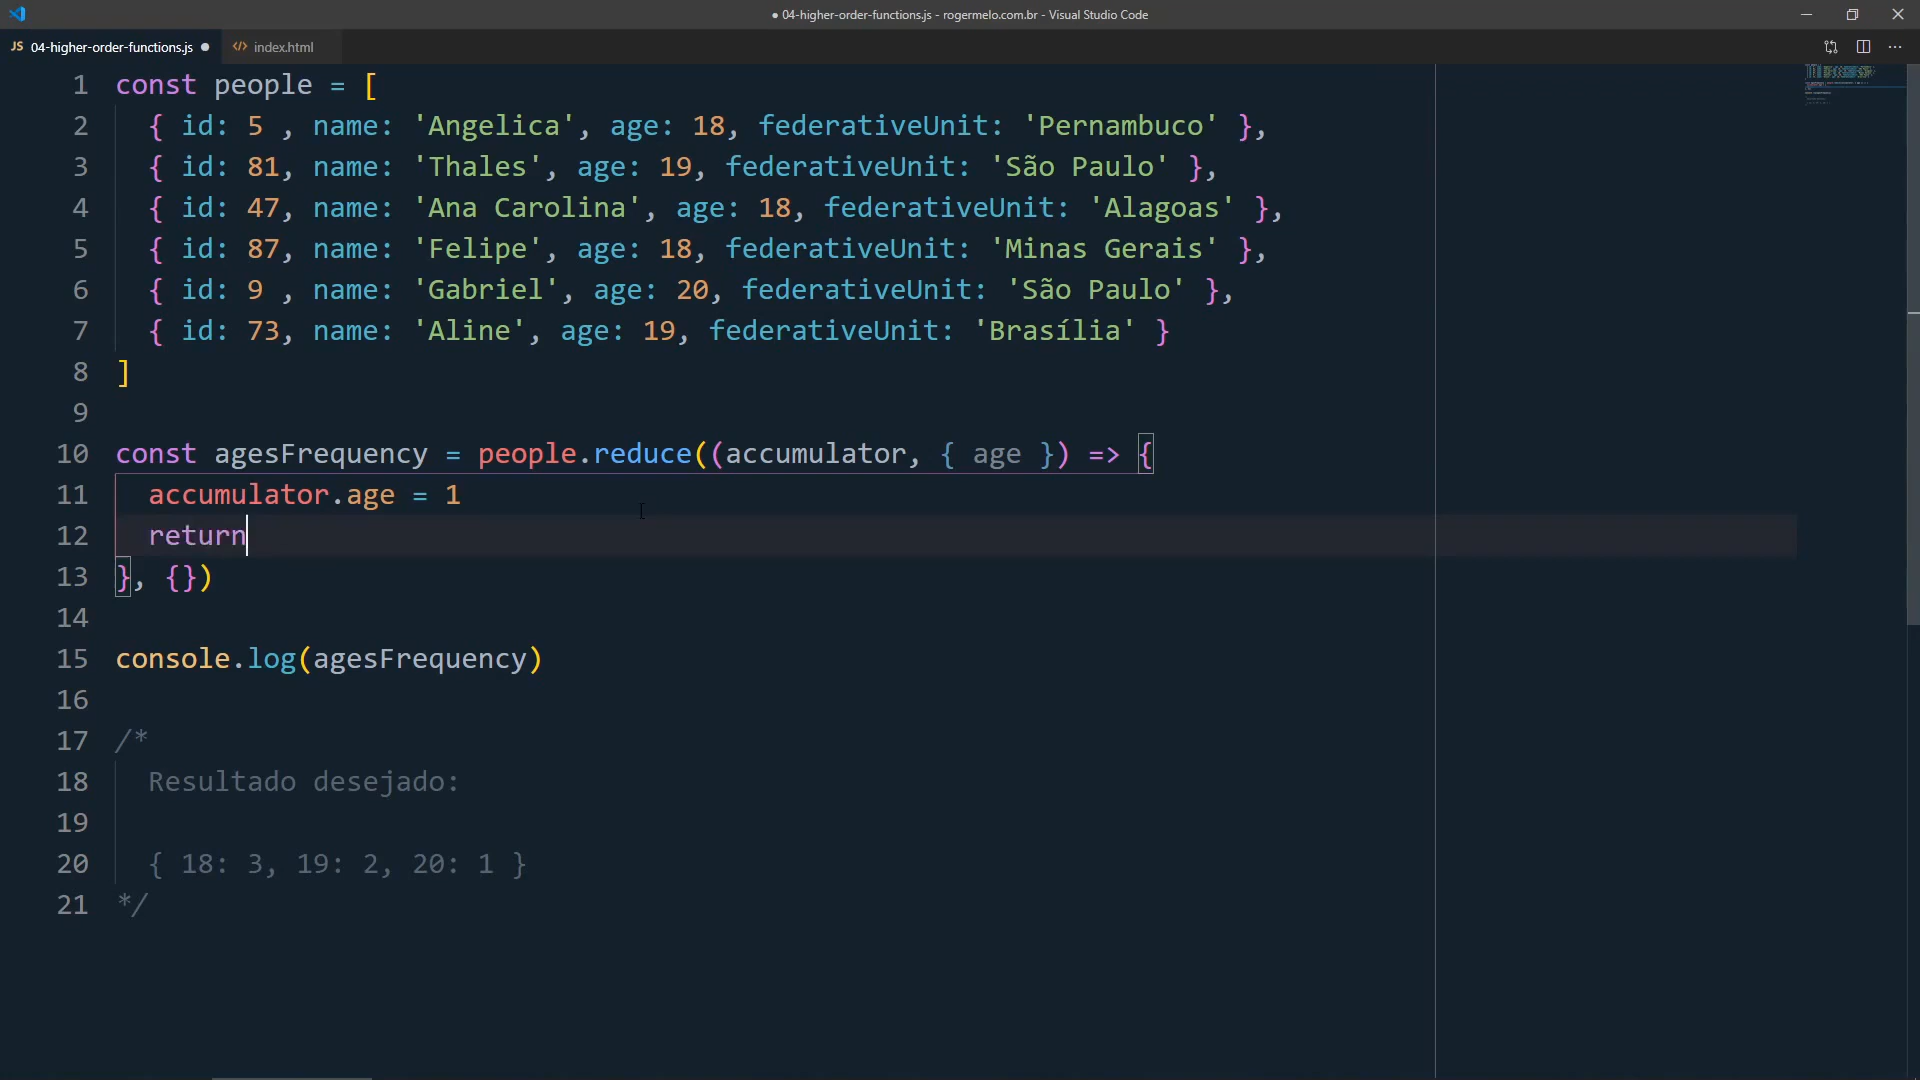 ● 04-higher-order-functions.js - rogermelo.com.br - Visual Studio Code
JS 04-higher-order-functions.js ● <> index.html
1 const people = [
2 { id: 5 , name: 'Angelica', age: 18, federativeUnit: 'Pernambuco' },
3 { id: 81, name: 'Thales', age: 19, federativeUnit: 'São Paulo' },
4 { id: 47, name: 'Ana Carolina', age: 18, federativeUnit: 'Alagoas' },
5 { id: 87, name: 'Felipe', age: 18, federativeUnit: 'Minas Gerais' },
6 { id: 9 , name: 'Gabriel', age: 20, federativeUnit: 'São Paulo' },
7 { id: 73, name: 'Aline', age: 19, federativeUnit: 'Brasília' }
8 ]
9
10 const agesFrequency = people.reduce((accumulator, { age }) => {
11 accumulator.age = 1
12 return
13 }, {})
14
15 console.log(agesFrequency)
16
17 /*
18 Resultado desejado:
19
20 { 18: 3, 19: 2, 20: 1 }
21 */